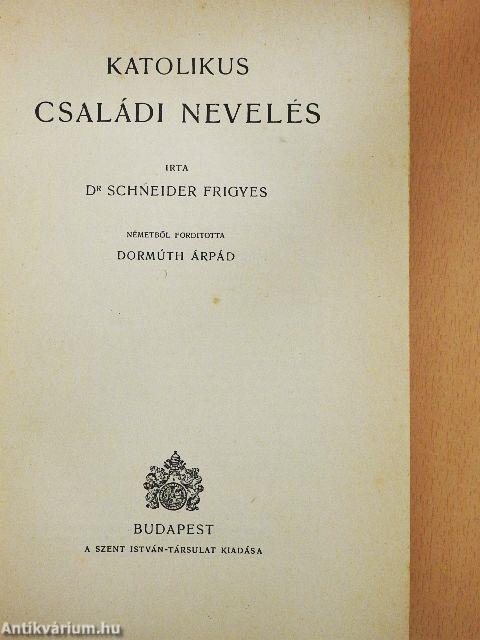 KATOLIKUS
CSALÁDI NEVELÉS
IRTA
DR SCHNEIDER FRIGYES
NÉMETBŐL FORDITOTTA
DORMÚTH ÁRPÁD
BUDAPEST
A SZENT ISTVÁN-TÁRSULAT KIADÁSA
Antikvárium.hu